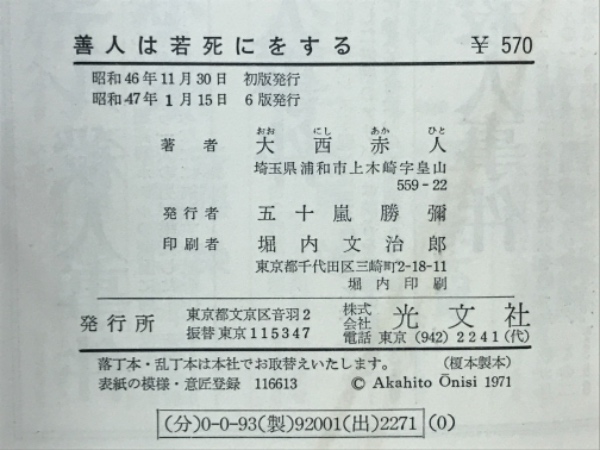 善人は若死にをする ¥570
昭和46年11月30日 初版発行
昭和47年1月15日 6版発行
おお にし あか ひと
著者 大西赤人
埼玉県浦和市上木崎字皇山
559-22
発行者 五十嵐勝彌
印刷者 堀内文治郎
東京都千代田区三崎町2-18-11
堀内印刷
発行所 東京都文京区音羽2 株式会社 光文社
振替東京115347 電話 東京 (942) 2241(代)
落丁本・乱丁本は本社でお取替えいたします。 (榎本製本)
表紙の模様・意匠登録 116613 © Akahito Ōnisi 1971
(分)0-0-93(製)92001(出)2271 (0)